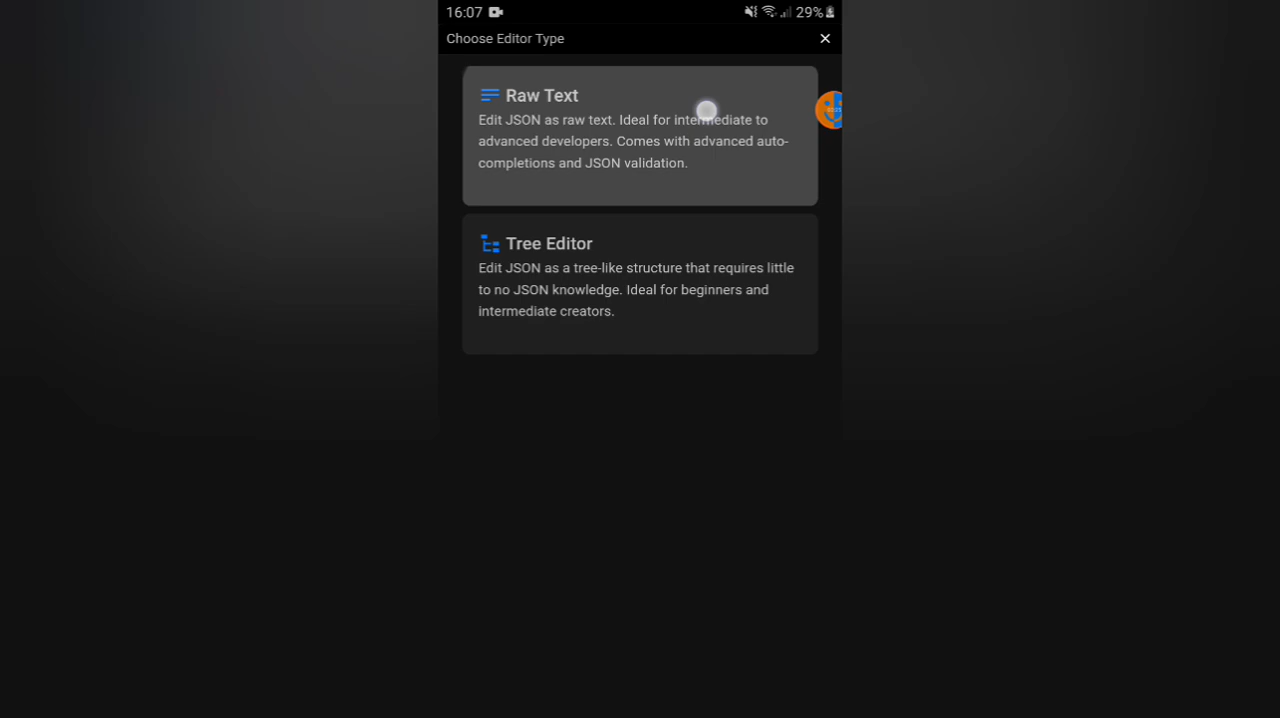 16:07 29%
Choose Editor Type
Raw Text
Edit JSON as raw text. Ideal for intermediate to
advanced developers. Comes with advanced auto-
completions and JSON validation.
Tree Editor
Edit JSON as a tree-like structure that requires little
to no JSON knowledge. Ideal for beginners and
intermediate creators.